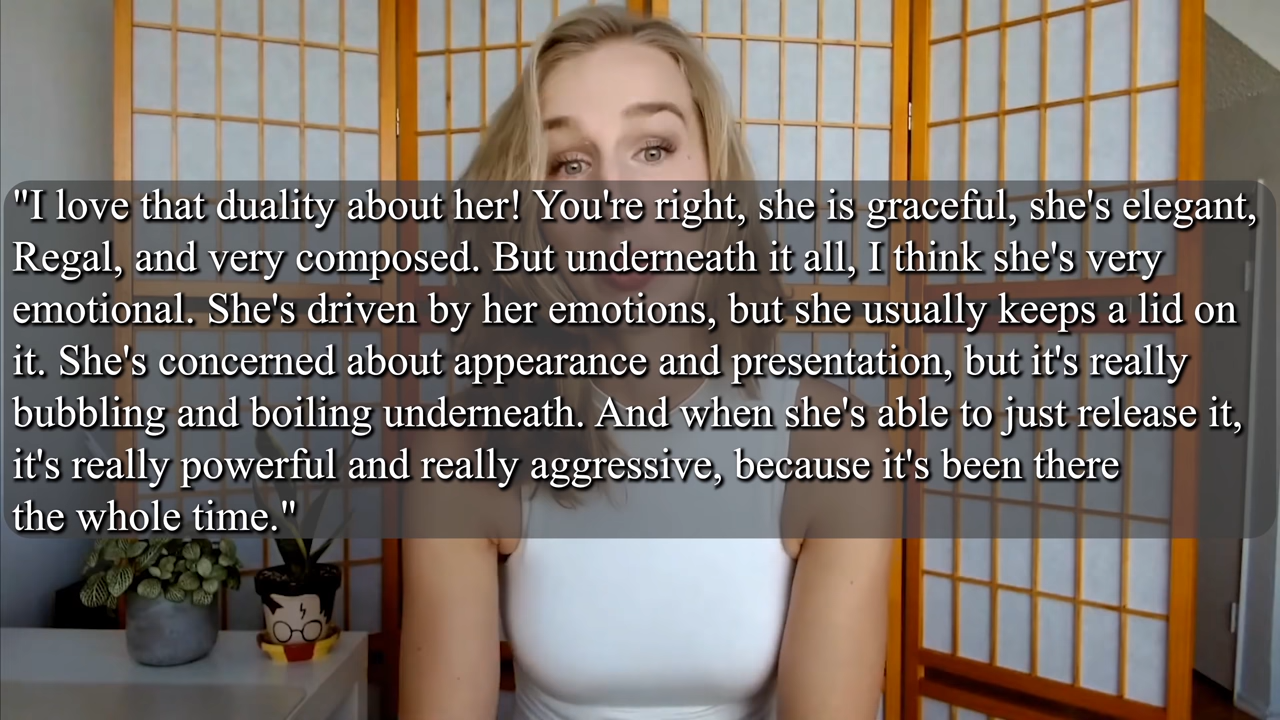 "I love that duality about her! You're right, she is graceful, she's elegant,
Regal, and very composed. But underneath it all, I think she's very
emotional. She's driven by her emotions, but she usually keeps a lid on
it. She's concerned about appearance and presentation, but it's really
bubbling and boiling underneath. And when she's able to just release it,
it's really powerful and really aggressive, because it's been there
the whole time."